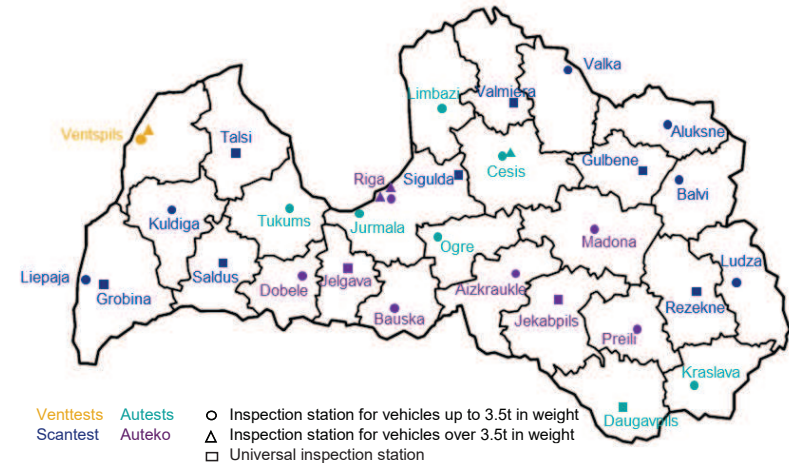 Valka
Limbazi
Valmiera
Ventspils
Talsi
Aluksne
Gulbene
Cesis
Riga
Sigulda
Balvi
Kuldiga
Tukums
Jurmala
Madona
Ogre
Ludza
Liepaja
Saldus
Grobina
Dobele
Jelgava
Aizkraukle
Rezekne
Bauska
Jekabpils
Preili
Kraslava
Daugavpils
Venttests Autests Inspection station for vehicles up to 3.5t in weight
Scantest Auteko Inspection station for vehicles over 3.5t in weight
Universal inspection station